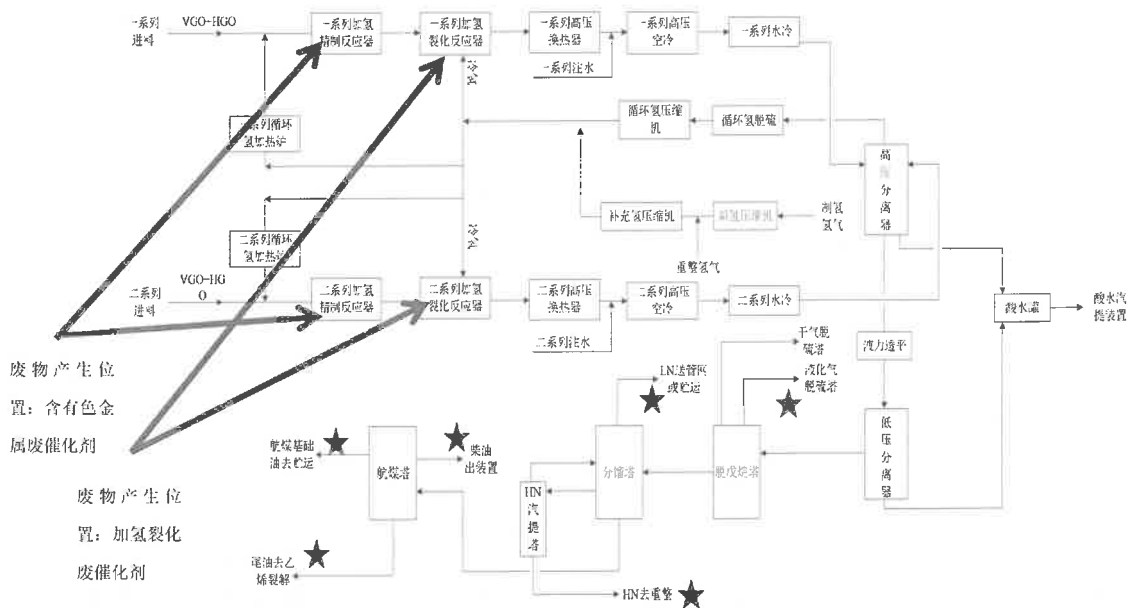 一系列
进料
VGO-HGO
一系列加氢
精制反应器
一系列加氢
裂化反应器
一系列高压
换热器
一系列高压
空冷
一系列水冷
一系列注水
冷氢
一系列循环
氢加热炉
循环氢压缩
机
循环氢脱硫
高
分
离
器
补充氢压缩机
制氢
氢气
重整氢气
二系列循环
氢加热炉
冷氢
二系列
进料
VGO-HG
O
二系列加氢
精制反应器
二系列加氢
裂化反应器
二系列高压
换热器
二系列高压
空冷
二系列水冷
二系列注水
酸水罐
酸水汽
提装置
液力透平
废物产生位
置：含有色金
属废催化剂
干气脱
硫塔
液化气
脱硫塔
LN送管网
或贮运
低
压
分
离
器
脱戊烷塔
分馏塔
HN
汽
提
塔
航煤塔
航煤基础
油去贮运
柴油
出装置
废物产生位
置：加氢裂化
废催化剂
尾油去乙
烯裂解
HN去重整